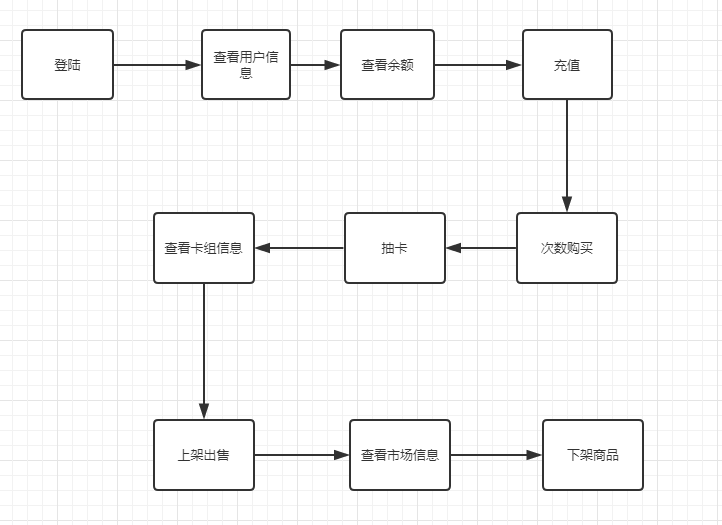 登陆
查看用户信
息
查看余额
充值
查看卡组信息
抽卡
次数购买
上架出售
查看市场信息
下架商品